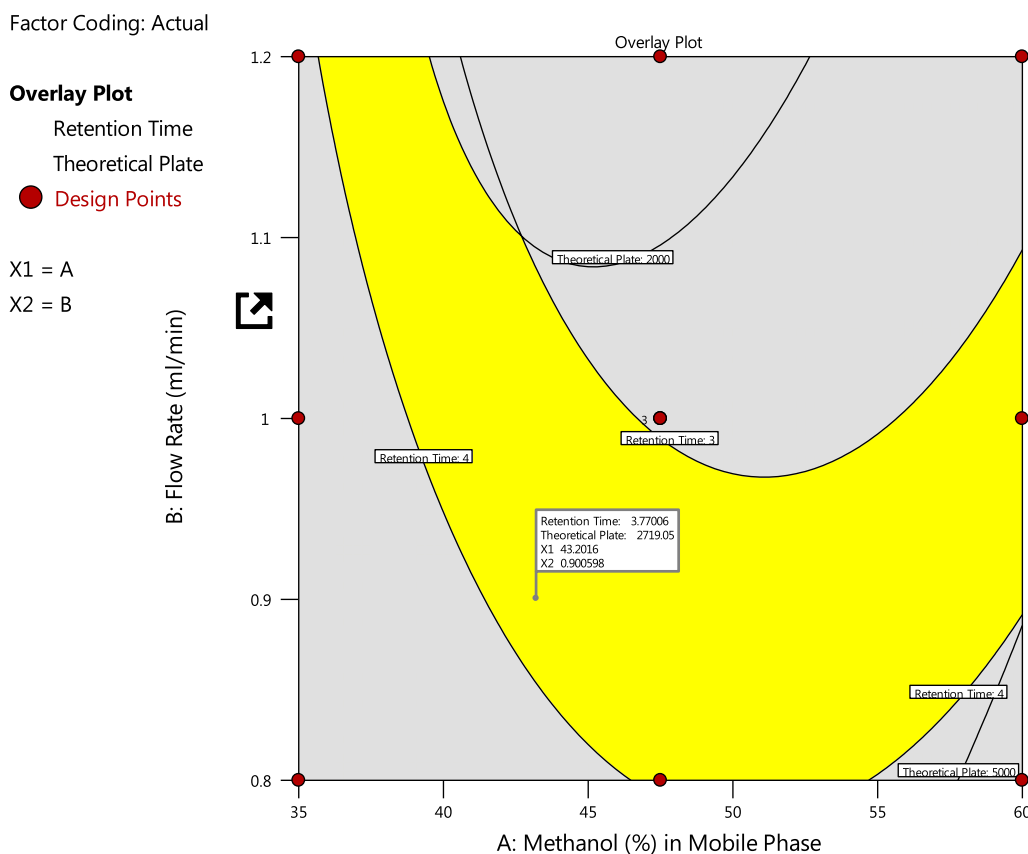 Factor Coding: Actual
Overlay Plot
Overlay Plot
Retention Time
Theoretical Plate
Design Points
X1 = A
X2 = B
B: Flow Rate (ml/min)
1.2
1.1
1
0.9
0.8
Theoretical Plate: 2000
3
Retention Time: 3
Retention Time: 4
Retention Time: 3.77006
Theoretical Plate: 2719.05
X1 43.2016
X2 0.900598
Retention Time: 4
Theoretical Plate: 5000
35 40 45 50 55 60
A: Methanol (%) in Mobile Phase